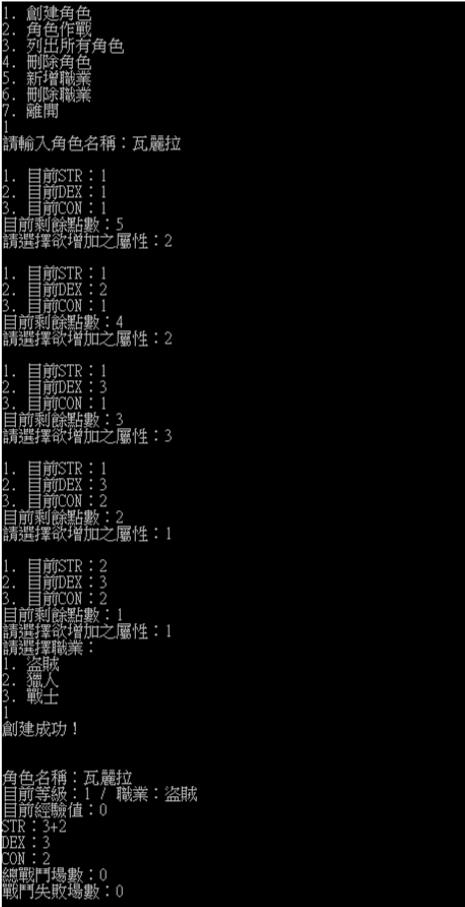 1. 創建角色
2. 角色作戰
3. 列出所有角色
4. 刪除角色
5. 新增職業
6. 刪除職業
7. 離開
1
請輸入角色名稱：瓦麗拉
1. 目前STR：1
2. 目前DEX：1
3. 目前CON：1
目前剩餘點數：5
請選擇欲增加之屬性：2
1. 目前STR：1
2. 目前DEX：2
3. 目前CON：1
目前剩餘點數：4
請選擇欲增加之屬性：2
1. 目前STR：1
2. 目前DEX：3
3. 目前CON：1
目前剩餘點數：3
請選擇欲增加之屬性：3
1. 目前STR：1
2. 目前DEX：3
3. 目前CON：2
目前剩餘點數：2
請選擇欲增加之屬性：1
1. 目前STR：2
2. 目前DEX：3
3. 目前CON：2
目前剩餘點數：1
請選擇欲增加之屬性：1
請選擇職業：
1. 盜賊
2. 獵人
3. 戰士
1
創建成功！
角色名稱：瓦麗拉
目前等級：1 / 職業：盜賊
目前經驗值：0
STR：3+2
DEX：3
CON：2
總戰鬥場數：0
戰鬥失敗場數：0